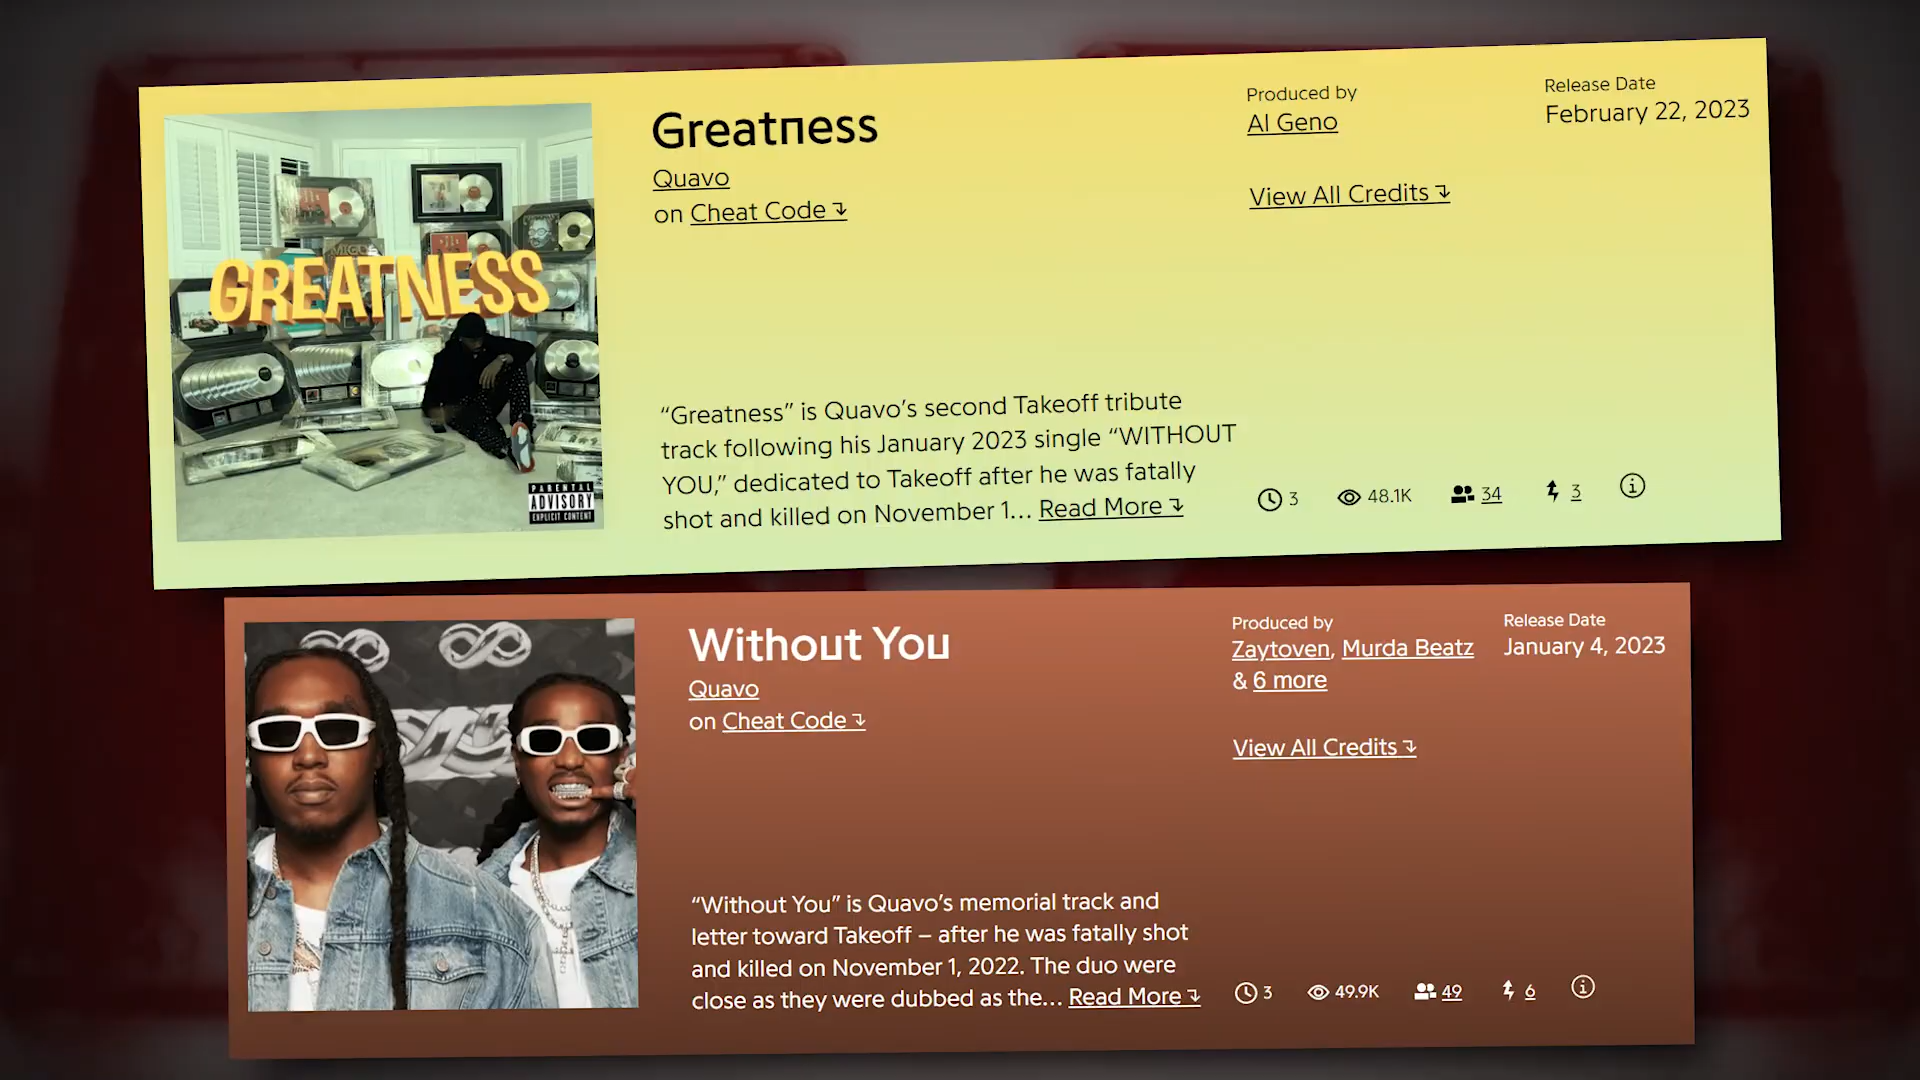 Greatness
Quavo
on Cheat Code
Produced by
Al Geno
View All Credits
Release Date
February 22, 2023
MIGOS
GREATNESS
PARENTAL
ADVISORY
EXPLICIT CONTENT
“Greatness” is Quavo’s second Takeoff tribute
track following his January 2023 single “WITHOUT
YOU,” dedicated to Takeoff after he was fatally
shot and killed on November 1... Read More
3 48.1K 34 3
Without You
Quavo
on Cheat Code
Produced by
Zaytoven, Murda Beatz
& 6 more
View All Credits
Release Date
January 4, 2023
“Without You” is Quavo’s memorial track and
letter toward Takeoff – after he was fatally shot
and killed on November 1, 2022. The duo were
close as they were dubbed as the... Read More
3 49.9K 49 6